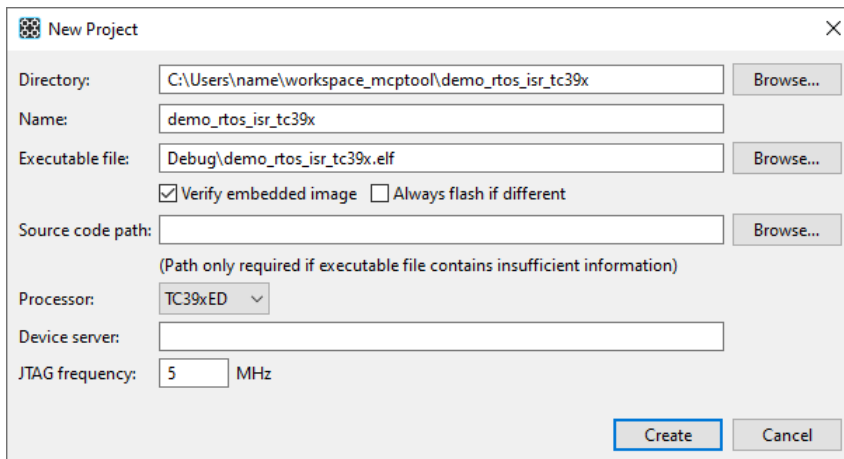 New Project
Directory: C:\Users\name\workspace_mcptool\demo_rtos_isr_tc39x Browse...
Name: demo_rtos_isr_tc39x
Executable file: Debug\demo_rtos_isr_tc39x.elf Browse...
Verify embedded image Always flash if different
Source code path: Browse...
(Path only required if executable file contains insufficient information)
Processor: TC39xED
Device server:
JTAG frequency: 5 MHz
Create Cancel